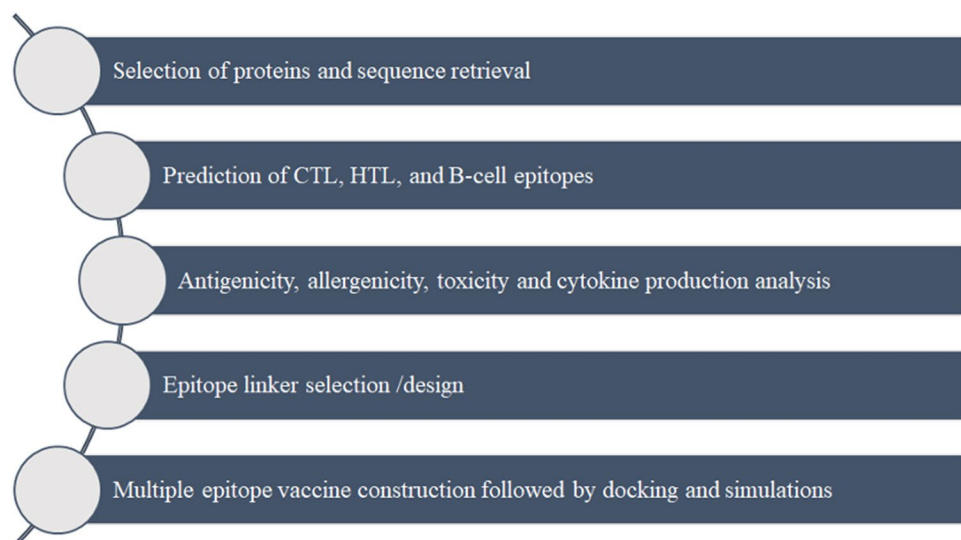 Selection of proteins and sequence retrieval
Prediction of CTL, HTL, and B-cell epitopes
Antigenicity, allergenicity, toxicity and cytokine production analysis
Epitope linker selection /design
Multiple epitope vaccine construction followed by docking and simulations